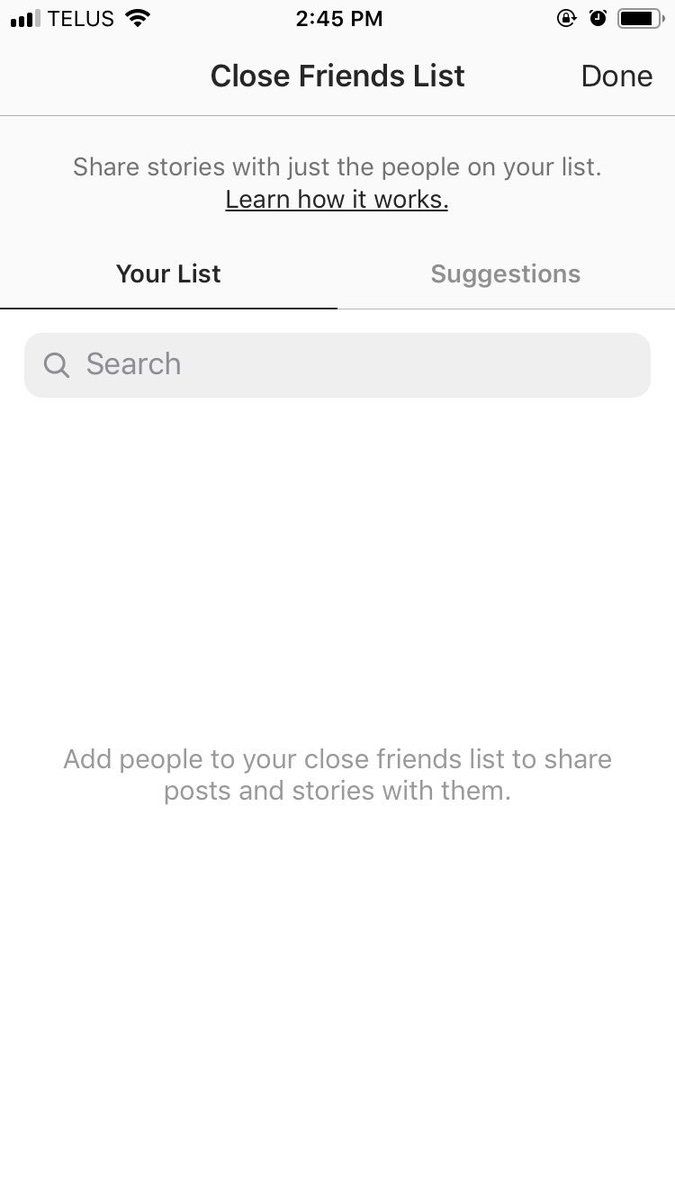 TELUS 2:45 PM
Close Friends List Done
Share stories with just the people on your list.
Learn how it works.
Your List Suggestions
Search
Add people to your close friends list to share
posts and stories with them.